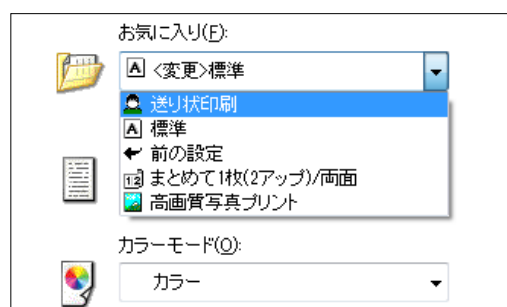 お気に入り(F):
<変更>標準
送り状印刷
標準
前の設定
まとめて1枚(2アップ)/両面
高画質写真プリント
カラーモード(O):
カラー